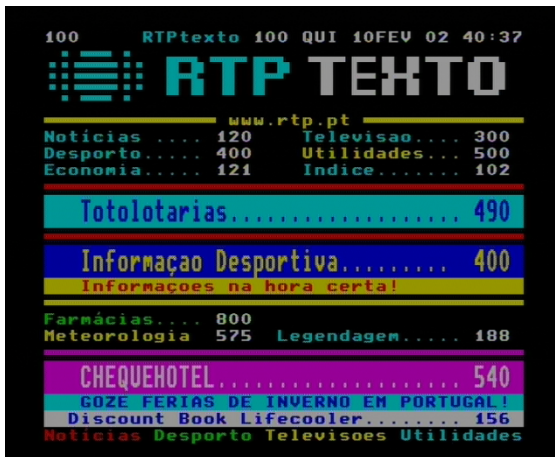 100 RTPtexto 100 QUI 10FEV 02 40:37
RTP TEXTO
www.rtp.pt
Notícias .... 120 Televisao.... 300
Desporto..... 400 Utilidades... 500
Economia..... 121 Indice....... 102
Totolotarias.................. 490
Informaçao Desportiva......... 400
Informaçoes na hora certa!
Farmácias.... 800
Meteorologia 575 Legendagem.... 188
CHEQUEHOTEL................... 540
GOZE FERIAS DE INVERNO EM PORTUGAL!
Discount Book Lifecooler........ 156
Notícias Desporto Televisoes Utilidades